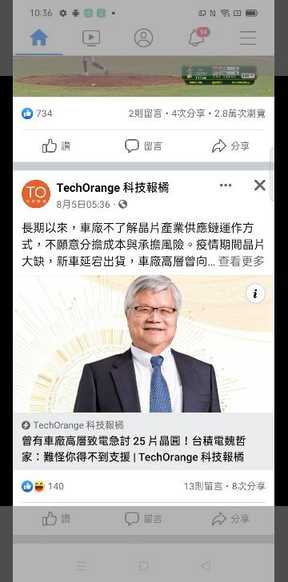 10:36
14
734
2則留言・4次分享・2.8萬次瀏覽
讚
留言
分享
TO
TechOrange 科技報橘
8月5日05:36
長期以來，車廠不了解晶片產業供應鏈運作方
式，不願意分擔成本與承擔風險。疫情期間晶片
大缺，新車延宕出貨，車廠高層曾向... 查看更多
i
TechOrange 科技報橘
曾有車廠高層致電急討 25 片晶圓！台積電魏哲
家：難怪你得不到支援 | TechOrange 科技報橘
140
13則留言・8次分享
讚
留言
分享